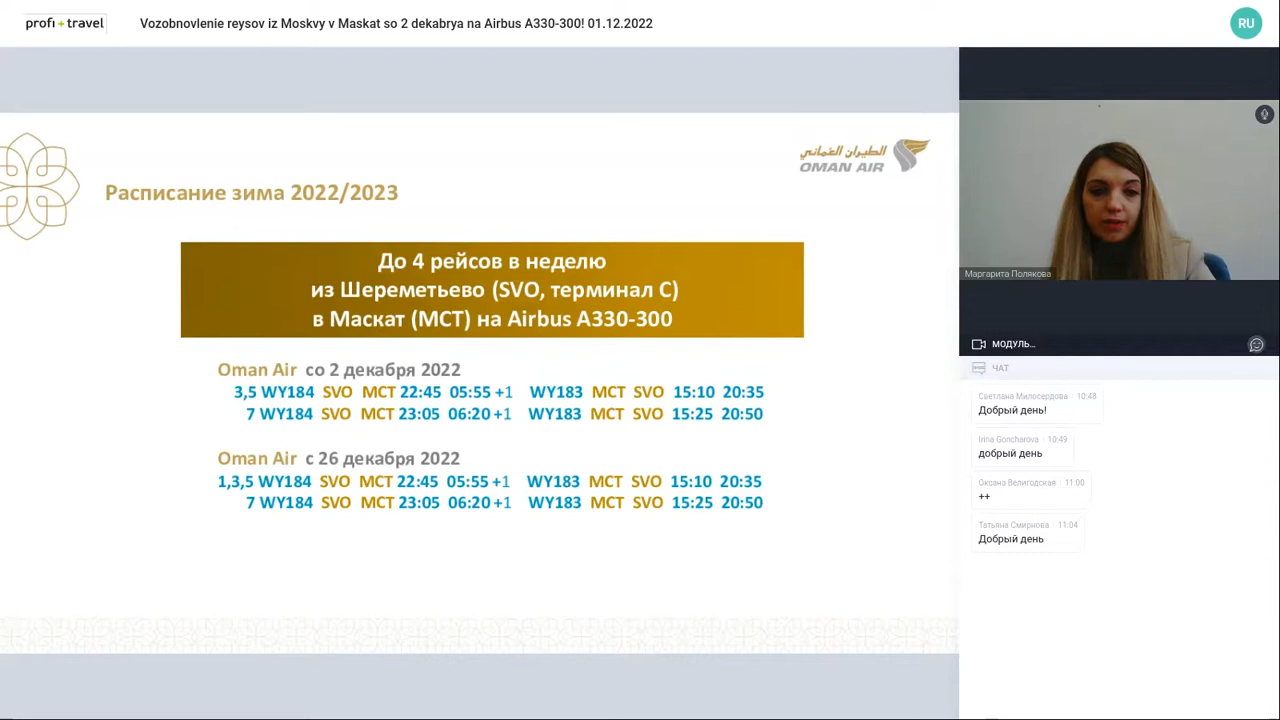 profi+travel
Vozobnovlenie reysov iz Moskvy v Maskat so 2 dekabrya na Airbus A330-300! 01.12.2022
RU
الطيران العماني
OMAN AIR
Расписание зима 2022/2023
До 4 рейсов в неделю
из Шереметьево (SVO, терминал C)
в Маскат (MCT) на Airbus A330-300
Oman Air со 2 декабря 2022
3,5 WY184 SVO MCT 22:45 05:55 +1 WY183 MCT SVO 15:10 20:35
7 WY184 SVO MCT 23:05 06:20 +1 WY183 MCT SVO 15:25 20:50
Oman Air с 26 декабря 2022
1,3,5 WY184 SVO MCT 22:45 05:55 +1 WY183 MCT SVO 15:10 20:35
7 WY184 SVO MCT 23:05 06:20 +1 WY183 MCT SVO 15:25 20:50
Маргарита Полякова
МОДУЛЬ...
ЧАТ
Светлана Милосердова 10:48
Добрый день!
Irina Goncharova 10:49
добрый день
Оксана Велигодская 11:00
++
Татьяна Смирнова 11:04
Добрый день